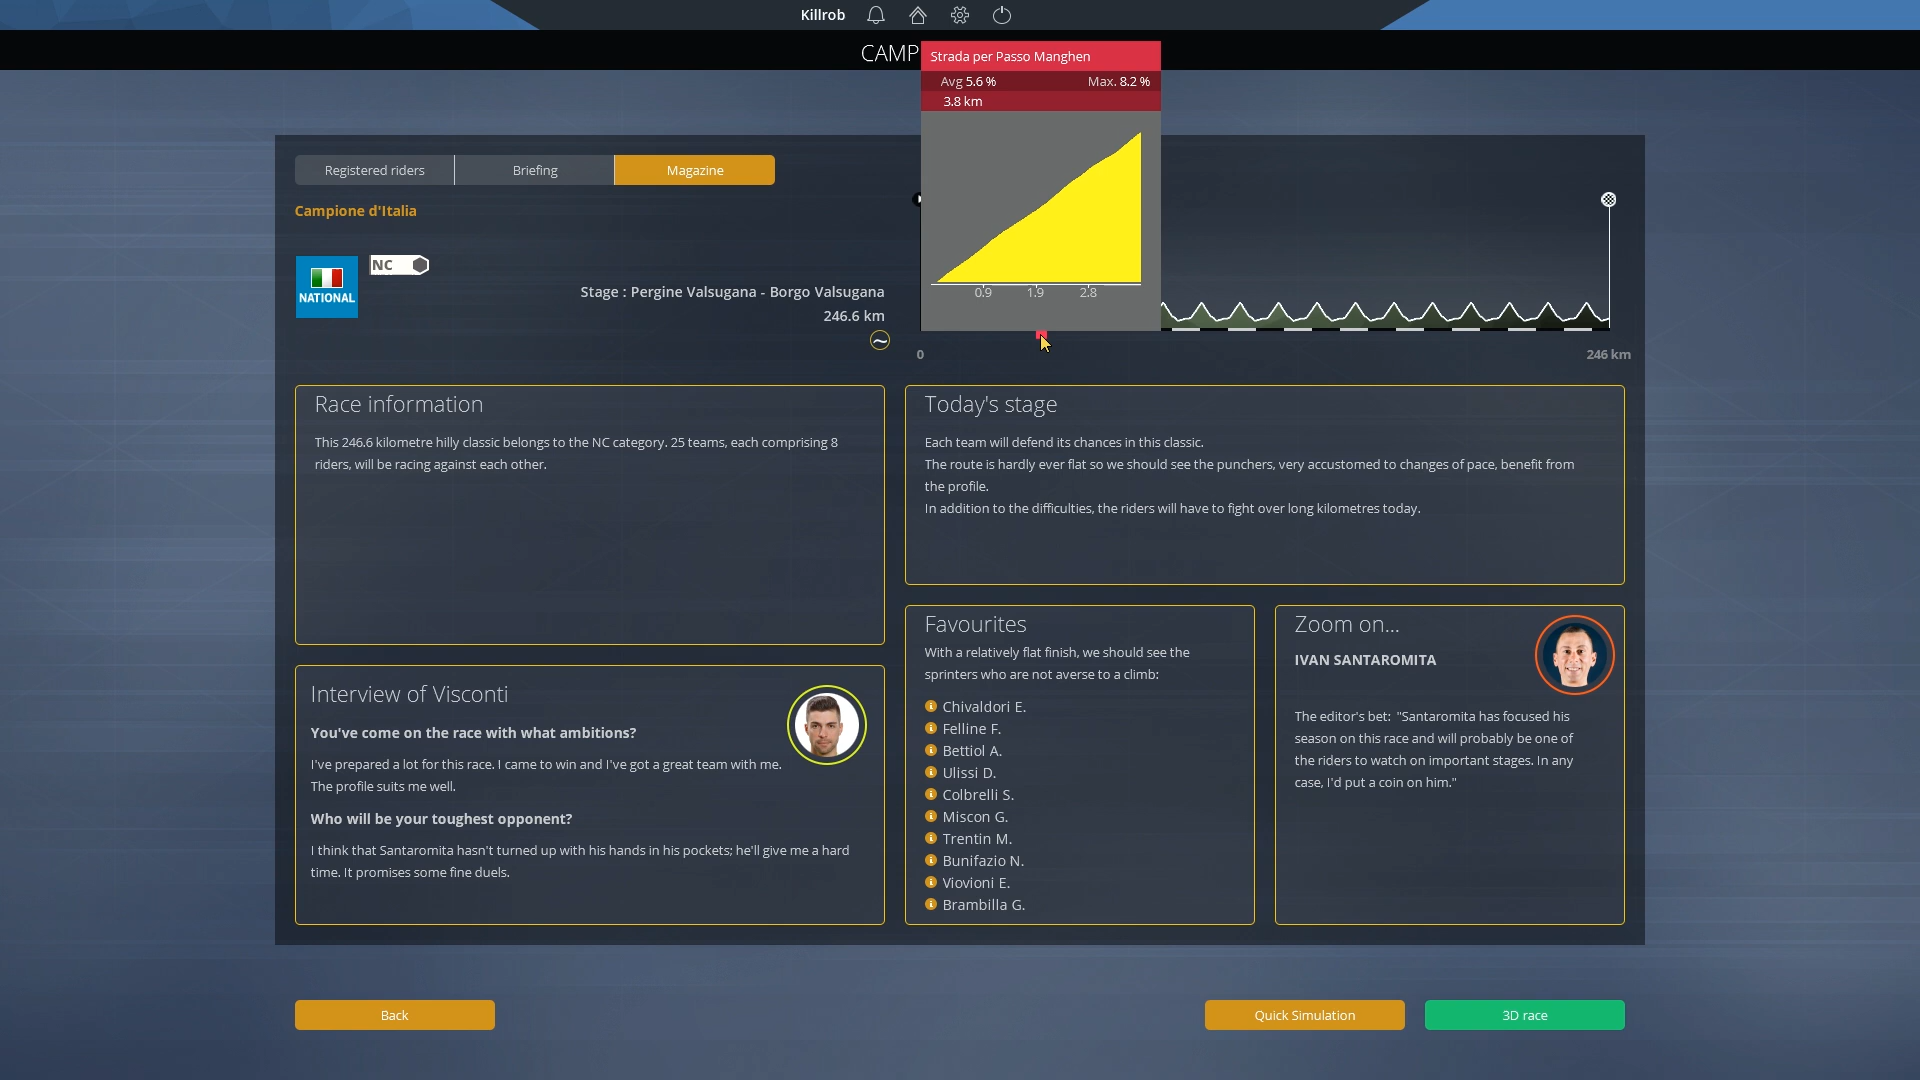 Killrob
CAMP
Strada per Passo Manghen
Avg 5.6 % Max. 8.2 %
3.8 km
0.9 1.9 2.8
Registered riders Briefing Magazine
Campione d'Italia
NC
NATIONAL
Stage : Pergine Valsugana - Borgo Valsugana
246.6 km
0 246 km
Race information
This 246.6 kilometre hilly classic belongs to the NC category. 25 teams, each comprising 8
riders, will be racing against each other.
Today's stage
Each team will defend its chances in this classic.
The route is hardly ever flat so we should see the punchers, very accustomed to changes of pace, benefit from
the profile.
In addition to the difficulties, the riders will have to fight over long kilometres today.
Interview of Visconti
You've come on the race with what ambitions?
I've prepared a lot for this race. I came to win and I've got a great team with me.
The profile suits me well.
Who will be your toughest opponent?
I think that Santaromita hasn't turned up with his hands in his pockets; he'll give me a hard
time. It promises some fine duels.
Favourites
With a relatively flat finish, we should see the
sprinters who are not averse to a climb:
Chivaldori E.
Felline F.
Bettiol A.
Ulissi D.
Colbrelli S.
Miscon G.
Trentin M.
Bunifazio N.
Viovioni E.
Brambilla G.
Zoom on...
IVAN SANTAROMITA
The editor's bet: "Santaromita has focused his
season on this race and will probably be one of
the riders to watch on important stages. In any
case, I'd put a coin on him."
Back Quick Simulation 3D race